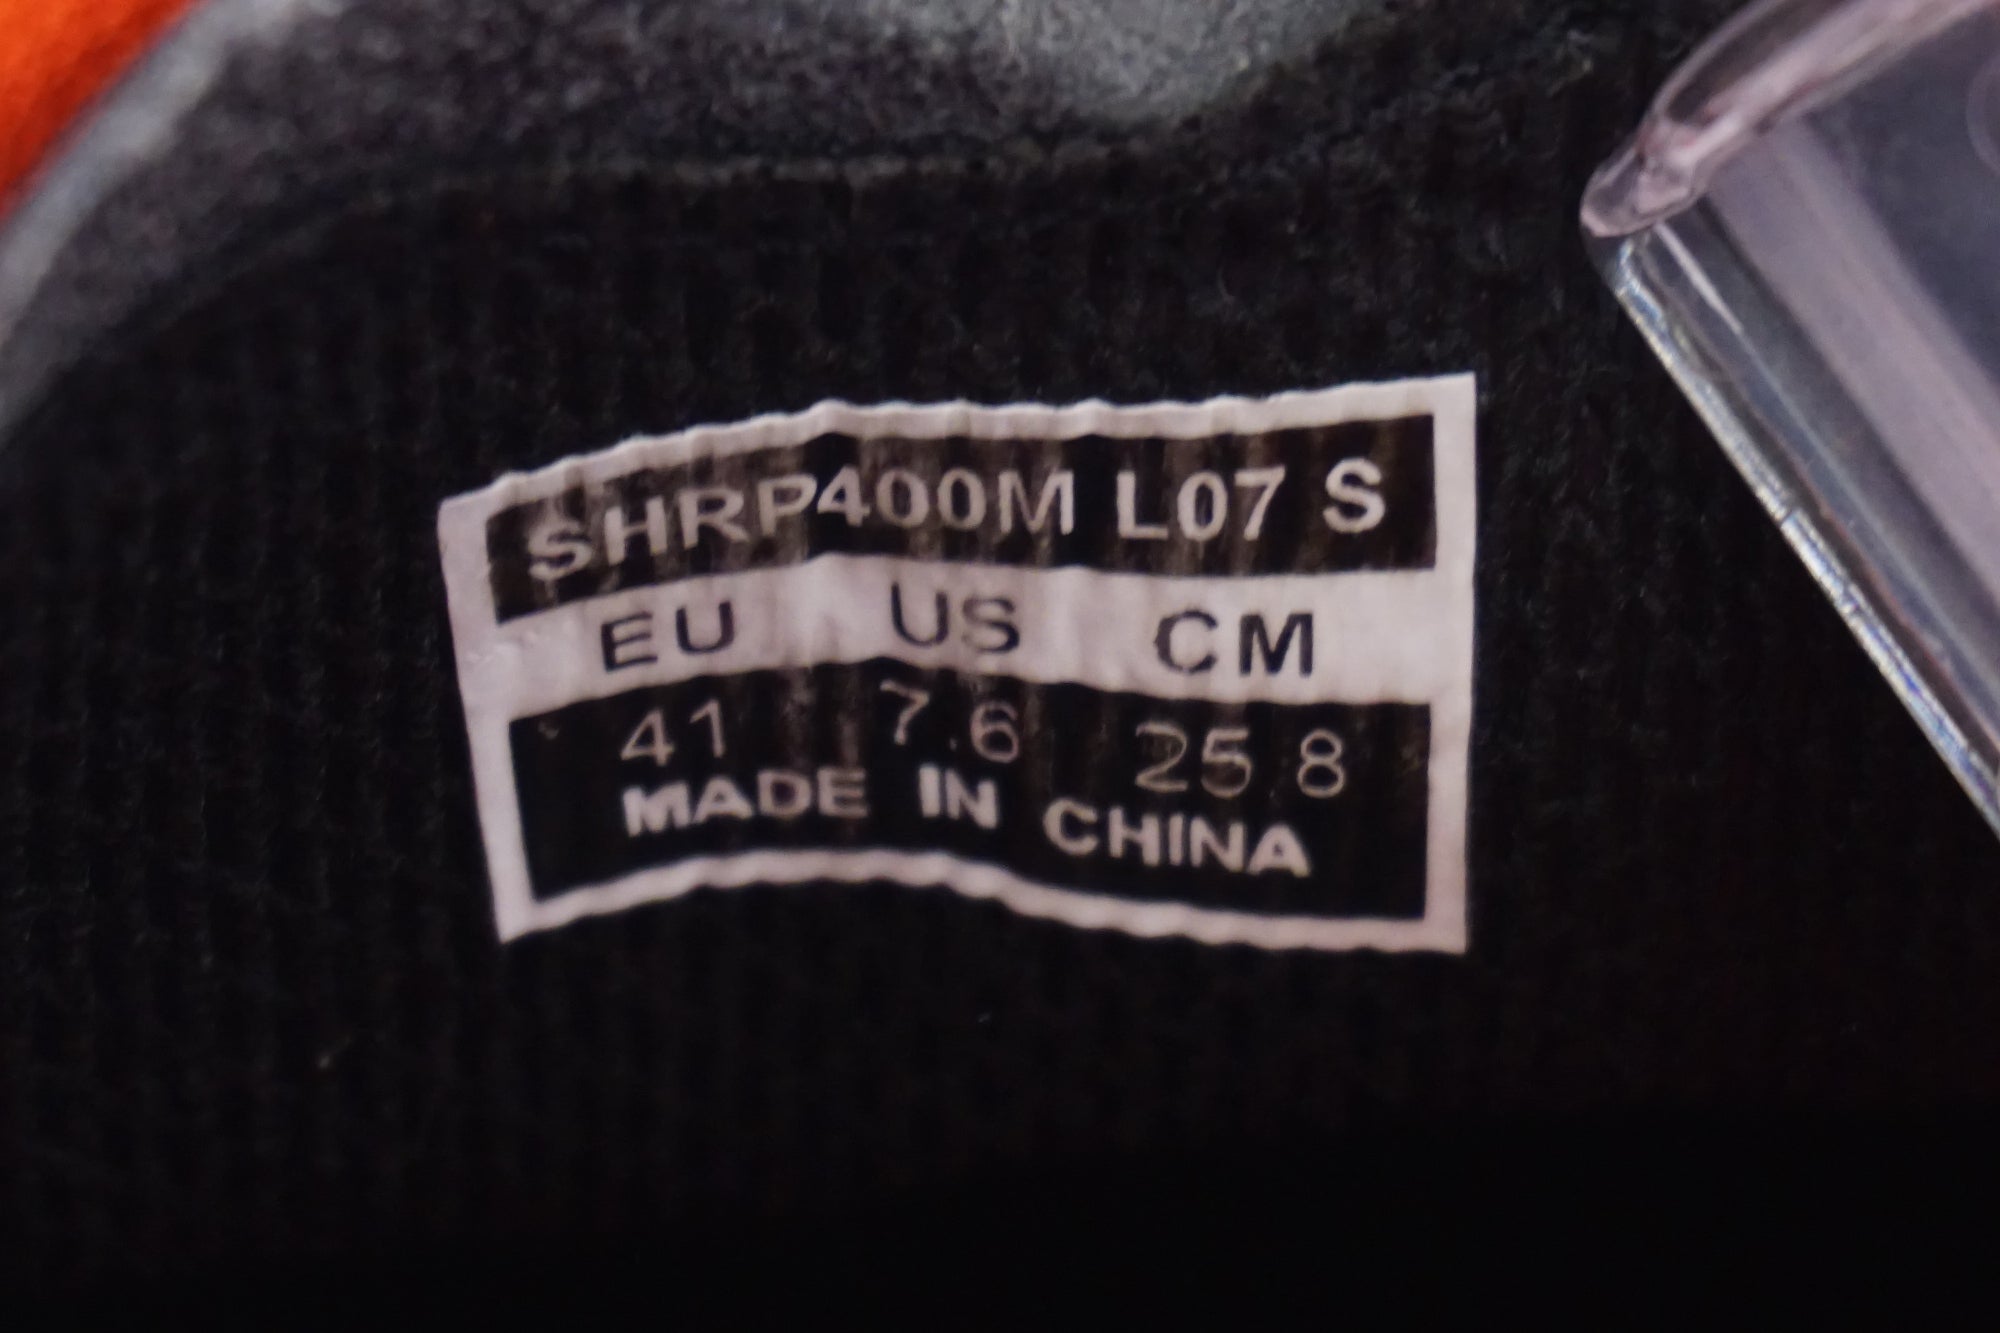 SHRP400M L07 S
EU US CM
41 7.6 25.8
MADE IN CHINA